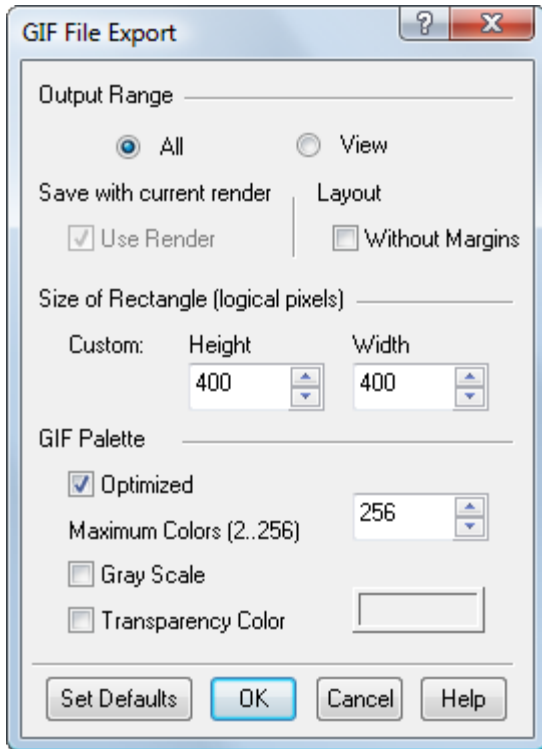 GIF File Export
Output Range
All View
Save with current render Layout
Use Render Without Margins
Size of Rectangle (logical pixels)
Custom: Height Width
400 400
GIF Palette
Optimized
Maximum Colors (2..256) 256
Gray Scale
Transparency Color
Set Defaults OK Cancel Help